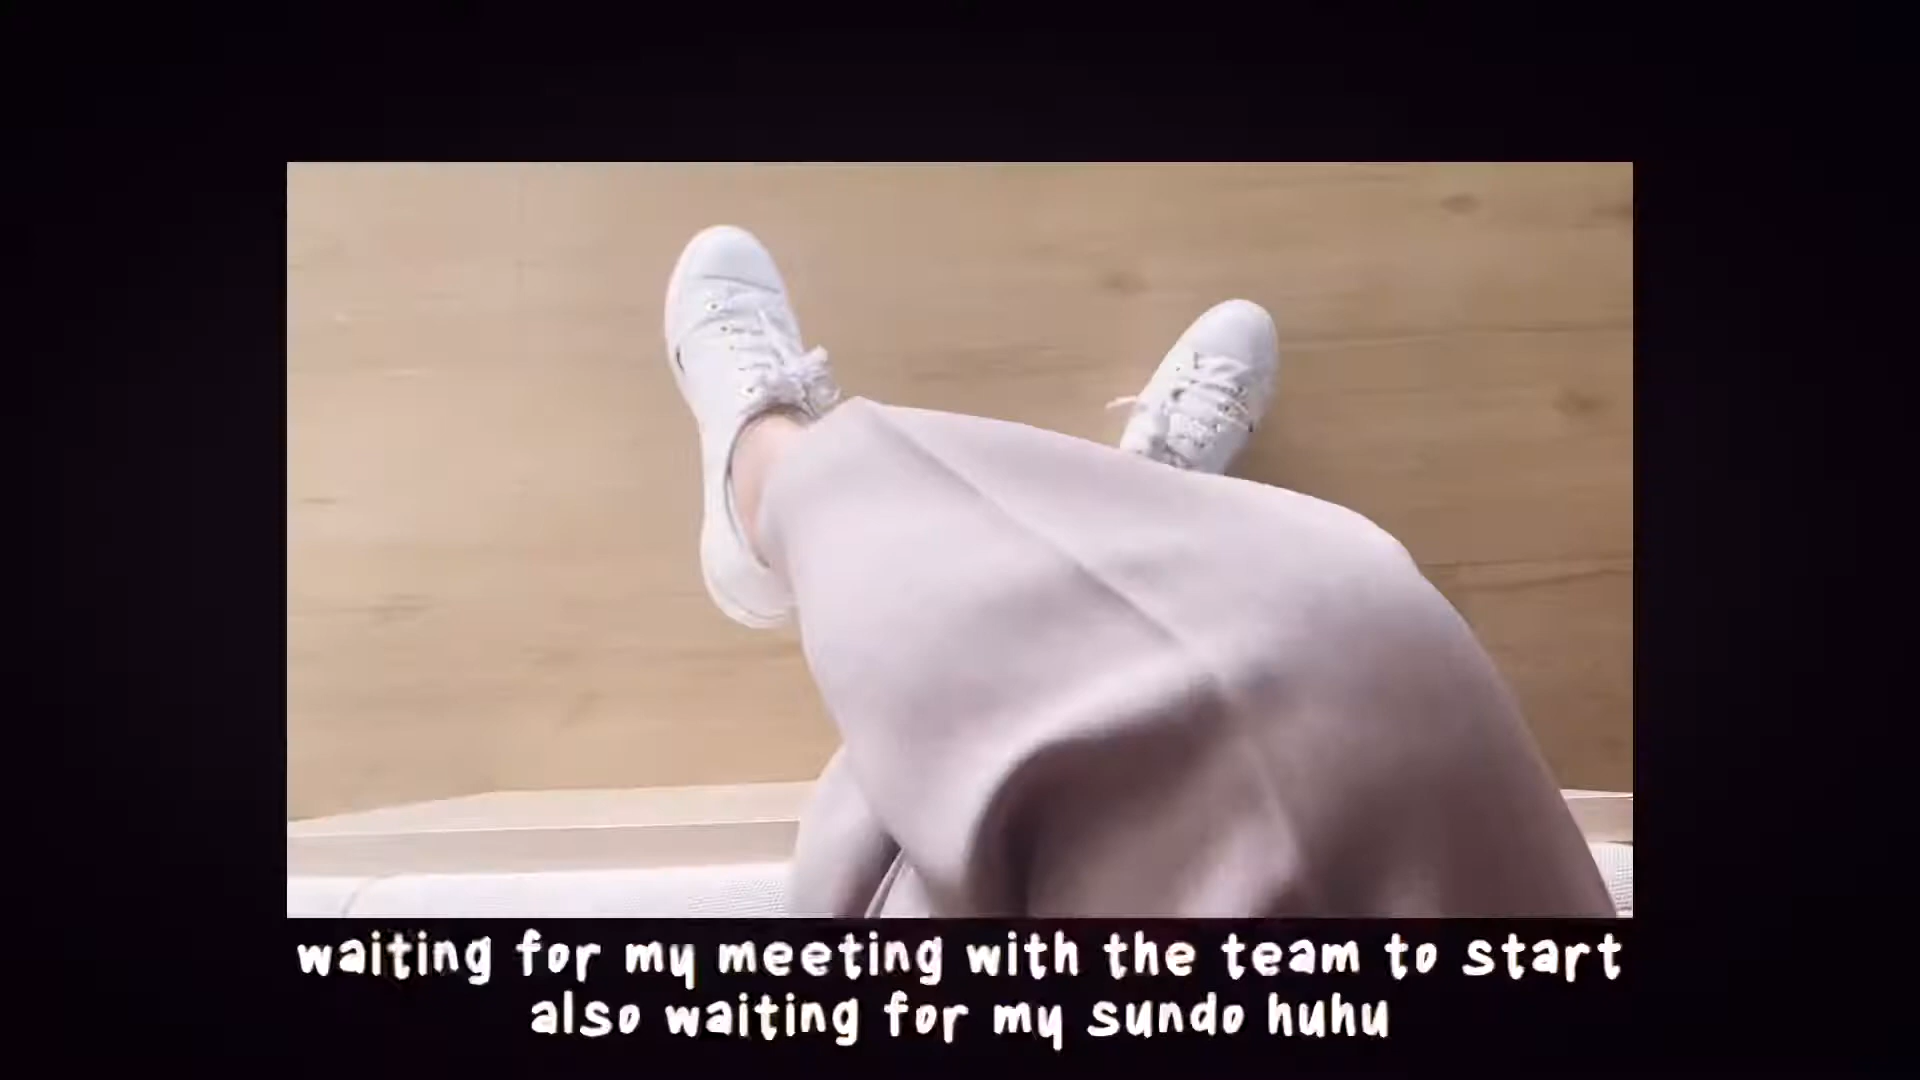 waiting for my meeting with the team to start
also waiting for my sundo huhu